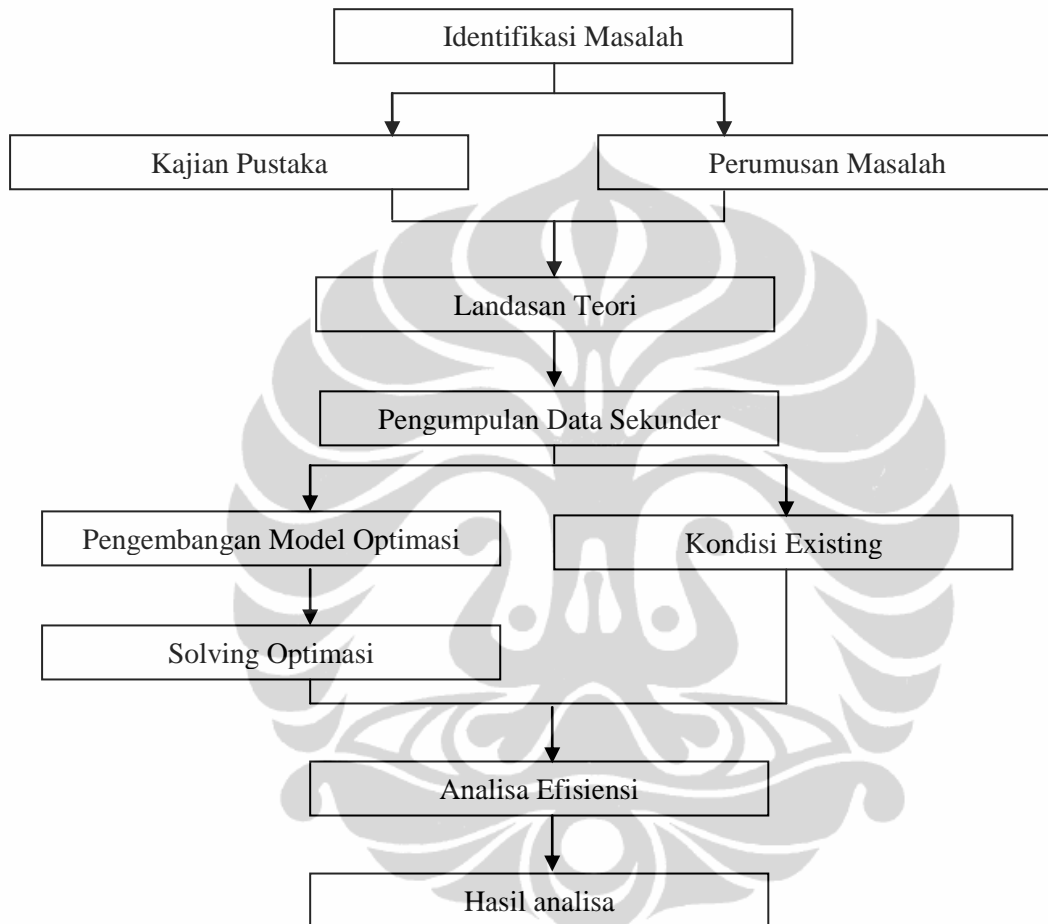 Identifikasi Masalah
Kajian Pustaka
Perumusan Masalah
Landasan Teori
Pengumpulan Data Sekunder
Pengembangan Model Optimasi
Kondisi Existing
Solving Optimasi
Analisa Efisiensi
Hasil analisa